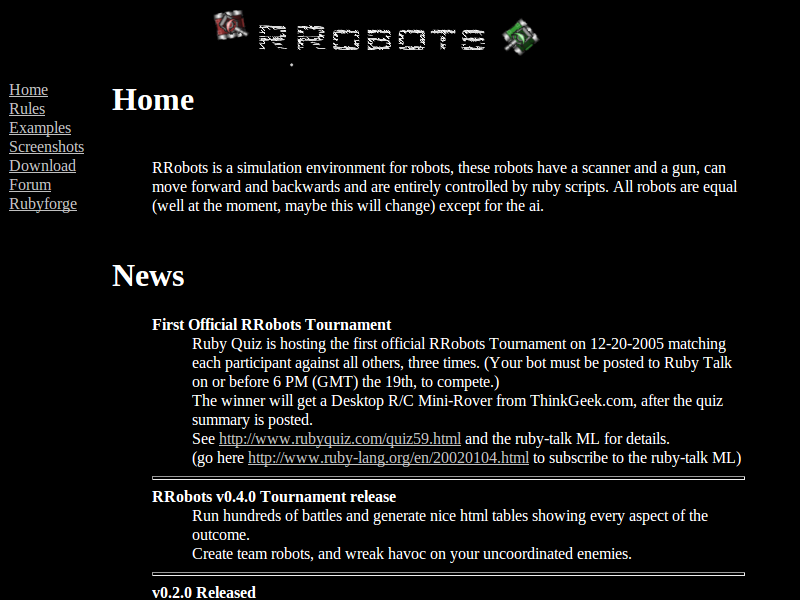 RROBOTS
Home
Rules
Examples
Screenshots
Download
Forum
Rubyforge
Home
RRobots is a simulation environment for robots, these robots have a scanner and a gun, can
move forward and backwards and are entirely controlled by ruby scripts. All robots are equal
(well at the moment, maybe this will change) except for the ai.
News
First Official RRobots Tournament
Ruby Quiz is hosting the first official RRobots Tournament on 12-20-2005 matching
each participant against all others, three times. (Your bot must be posted to Ruby Talk
on or before 6 PM (GMT) the 19th, to compete.)
The winner will get a Desktop R/C Mini-Rover from ThinkGeek.com, after the quiz
summary is posted.
See http://www.rubyquiz.com/quiz59.html and the ruby-talk ML for details.
(go here http://www.ruby-lang.org/en/20020104.html to subscribe to the ruby-talk ML)
RRobots v0.4.0 Tournament release
Run hundreds of battles and generate nice html tables showing every aspect of the
outcome.
Create team robots, and wreak havoc on your uncoordinated enemies.
v0.2.0 Released